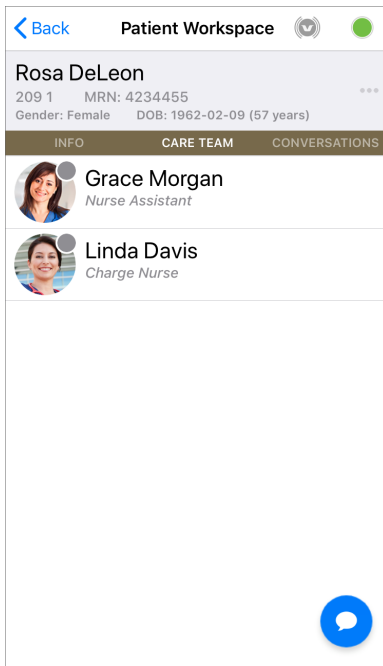 Back Patient Workspace
Rosa DeLeon
209 1 MRN: 4234455
Gender: Female DOB: 1962-02-09 (57 years)
INFO CARE TEAM CONVERSATIONS
Grace Morgan
Nurse Assistant
Linda Davis
Charge Nurse